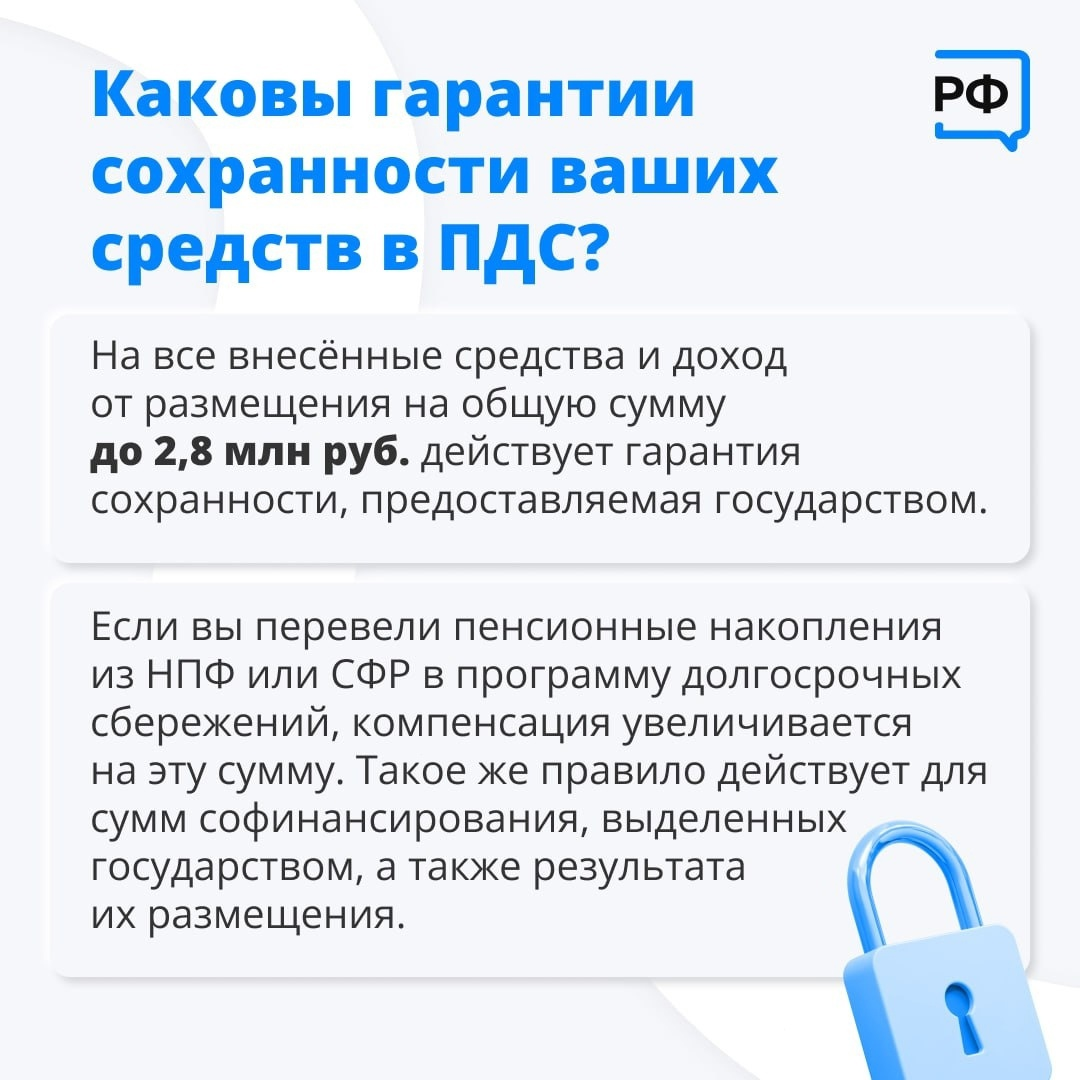 Каковы гарантии
сохранности ваших
средств в ПДС?
РФ
На все внесённые средства и доход
от размещения на общую сумму
до 2,8 млн руб. действует гарантия
сохранности, предоставляемая государством.
Если вы перевели пенсионные накопления
из НПФ или СФР в программу долгосрочных
сбережений, компенсация увеличивается
на эту сумму. Такое же правило действует для
сумм софинансирования, выделенных
государством, а также результата
их размещения.